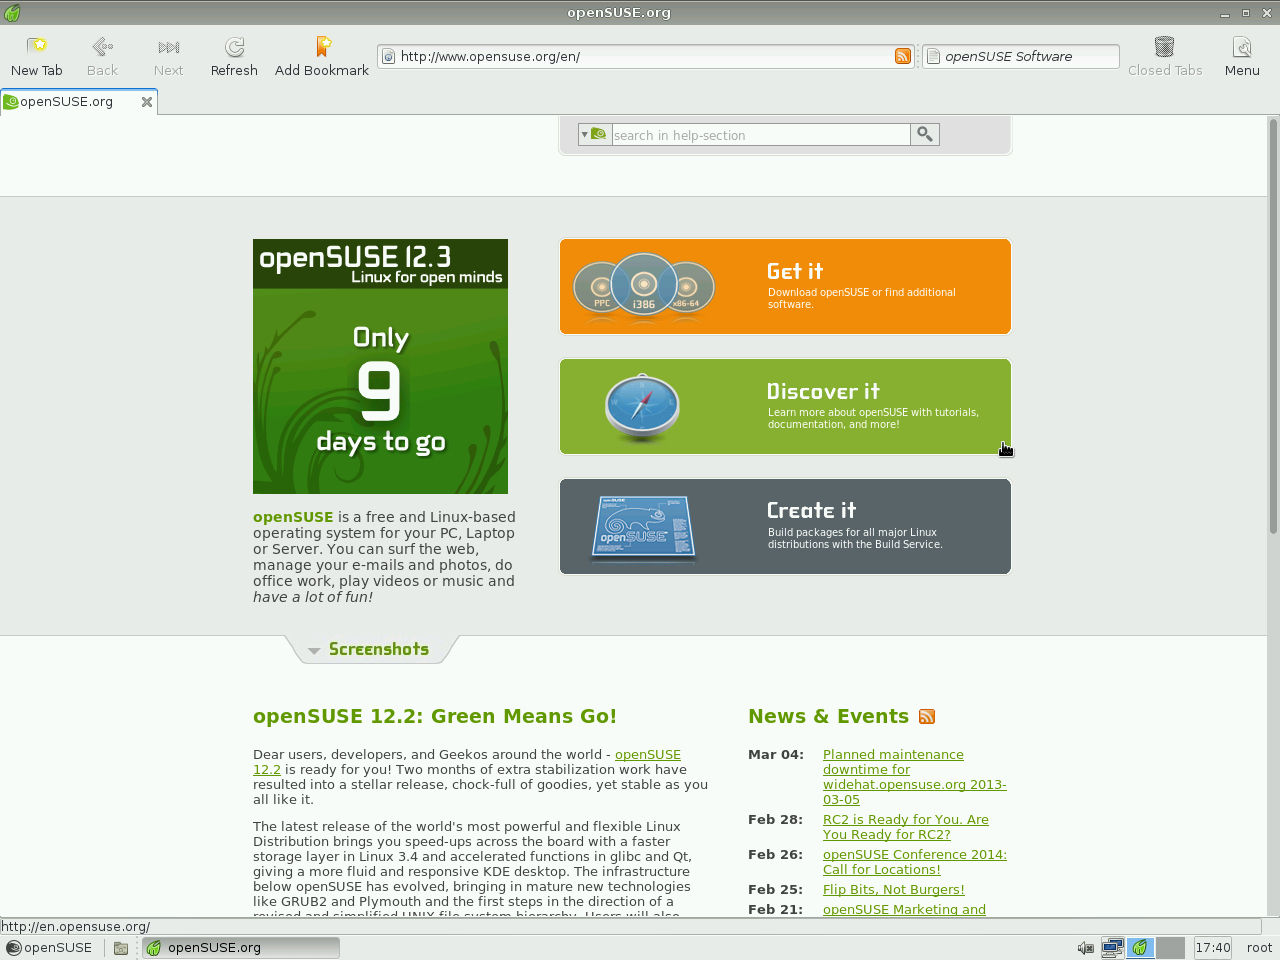 openSUSE.org
New Tab
Back
Next
Refresh
Add Bookmark
http://www.opensuse.org/en/
openSUSE Software
Closed Tabs
Menu
openSUSE.org
search in help-section
openSUSE 12.3
Linux for open minds
Only
9
days to go
openSUSE is a free and Linux-based
operating system for your PC, Laptop
or Server. You can surf the web,
manage your e-mails and photos, do
office work, play videos or music and
have a lot of fun!
PPC
i386
x86-64
Get it
Download openSUSE or find additional
software.
Discover it
Learn more about openSUSE with tutorials,
documentation, and more!
openSUSE
Create it
Build packages for all major Linux
distributions with the Build Service.
Screenshots
openSUSE 12.2: Green Means Go!
Dear users, developers, and Geekos around the world - openSUSE
12.2 is ready for you! Two months of extra stabilization work have
resulted into a stellar release, chock-full of goodies, yet stable as you
all like it.
The latest release of the world's most powerful and flexible Linux
Distribution brings you speed-ups across the board with a faster
storage layer in Linux 3.4 and accelerated functions in glibc and Qt,
giving a more fluid and responsive KDE desktop. The infrastructure
below openSUSE has evolved, bringing in mature new technologies
like GRUB2 and Plymouth and the first steps in the direction of a
revised and simplified UNIX file system hierarchy. Users will also
News & Events
Mar 04: Planned maintenance
downtime for
widehat.opensuse.org 2013-
03-05
Feb 28: RC2 is Ready for You. Are
You Ready for RC2?
Feb 26: openSUSE Conference 2014:
Call for Locations!
Feb 25: Flip Bits, Not Burgers!
Feb 21: openSUSE Marketing and
http://en.opensuse.org/
openSUSE
openSUSE.org
17:40
root